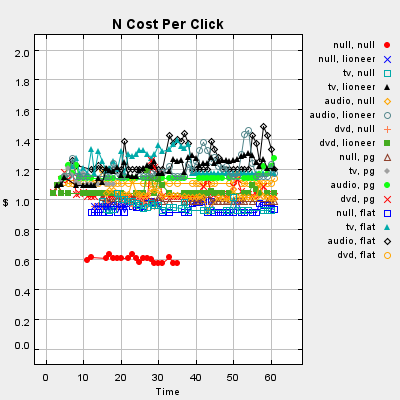 N Cost Per Click
2.0
1.8
1.6
1.4
1.2
1.0
0.8
0.6
0.4
0.2
0.0
$
0
10
20
30
40
50
60
Time
null, null
null, lioneer
tv, null
tv, lioneer
audio, null
audio, lioneer
dvd, null
dvd, lioneer
null, pg
tv, pg
audio, pg
dvd, pg
null, flat
tv, flat
audio, flat
dvd, flat